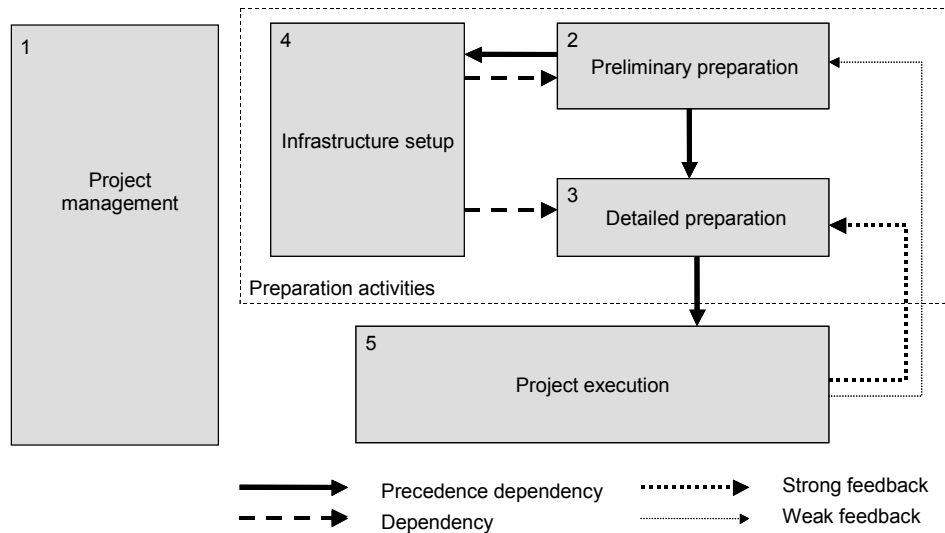 1
Project
management
4
Infrastructure setup
2
Preliminary preparation
3
Detailed preparation
Preparation activities
5
Project execution
Precedence dependency
Dependency
Strong feedback
Weak feedback